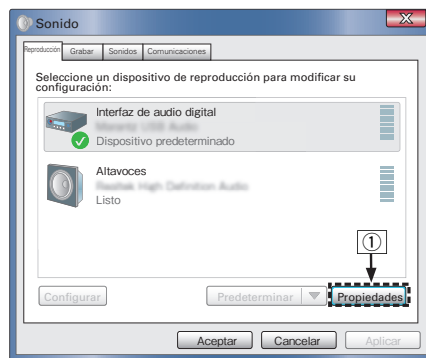 Sonido
Reproducción Grabar Sonidos Comunicaciones
Seleccione un dispositivo de reproducción para modificar su
configuración:
Interfaz de audio digital
Dispositivo predeterminado
Altavoces
Listo
①
Configurar Predeterminar Propiedades
Aceptar Cancelar Aplicar